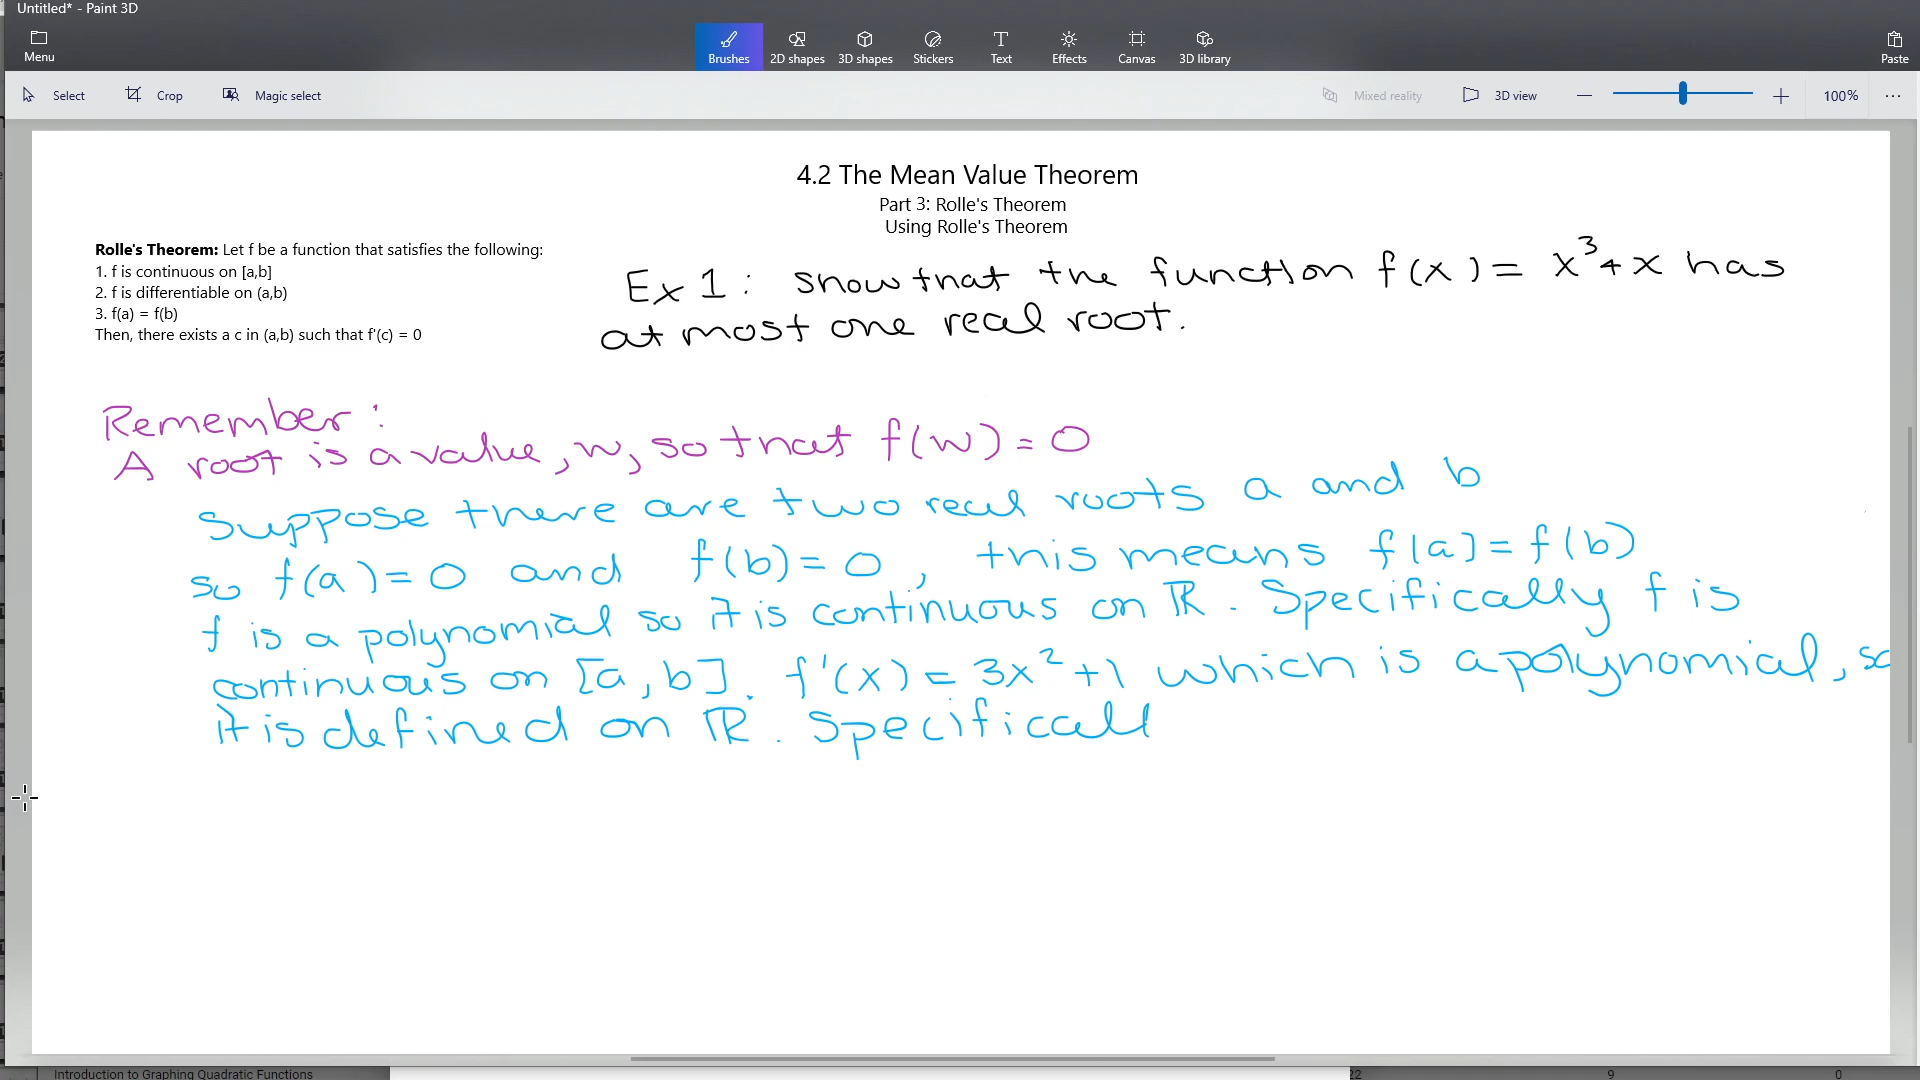 Untitled* - Paint 3D
Menu
Brushes
2D shapes
3D shapes
Stickers
Text
Effects
Canvas
3D library
Paste
Select
Crop
Magic select
Mixed reality
3D view
100%
4.2 The Mean Value Theorem
Part 3: Rolle's Theorem
Using Rolle's Theorem
Rolle's Theorem: Let f be a function that satisfies the following:
1. f is continuous on [a,b]
2. f is differentiable on (a,b)
3. f(a) = f(b)
Then, there exists a c in (a,b) such that f'(c) = 0
Ex 1: Show that the function f(x) = x³+x has
at most one real root.
Remember:
A root is a value, w, so that f(w) = 0
Suppose there are two real roots a and b
so f(a) = 0 and f(b) = 0, this means f(a) = f(b)
f is a polynomial so it is continuous on ℝ. Specifically f is
continuous on [a,b]. f'(x) = 3x²+1 which is a polynomial, so
it is defined on ℝ. Specificall
Introduction to Graphing Quadratic Functions
22
9
0